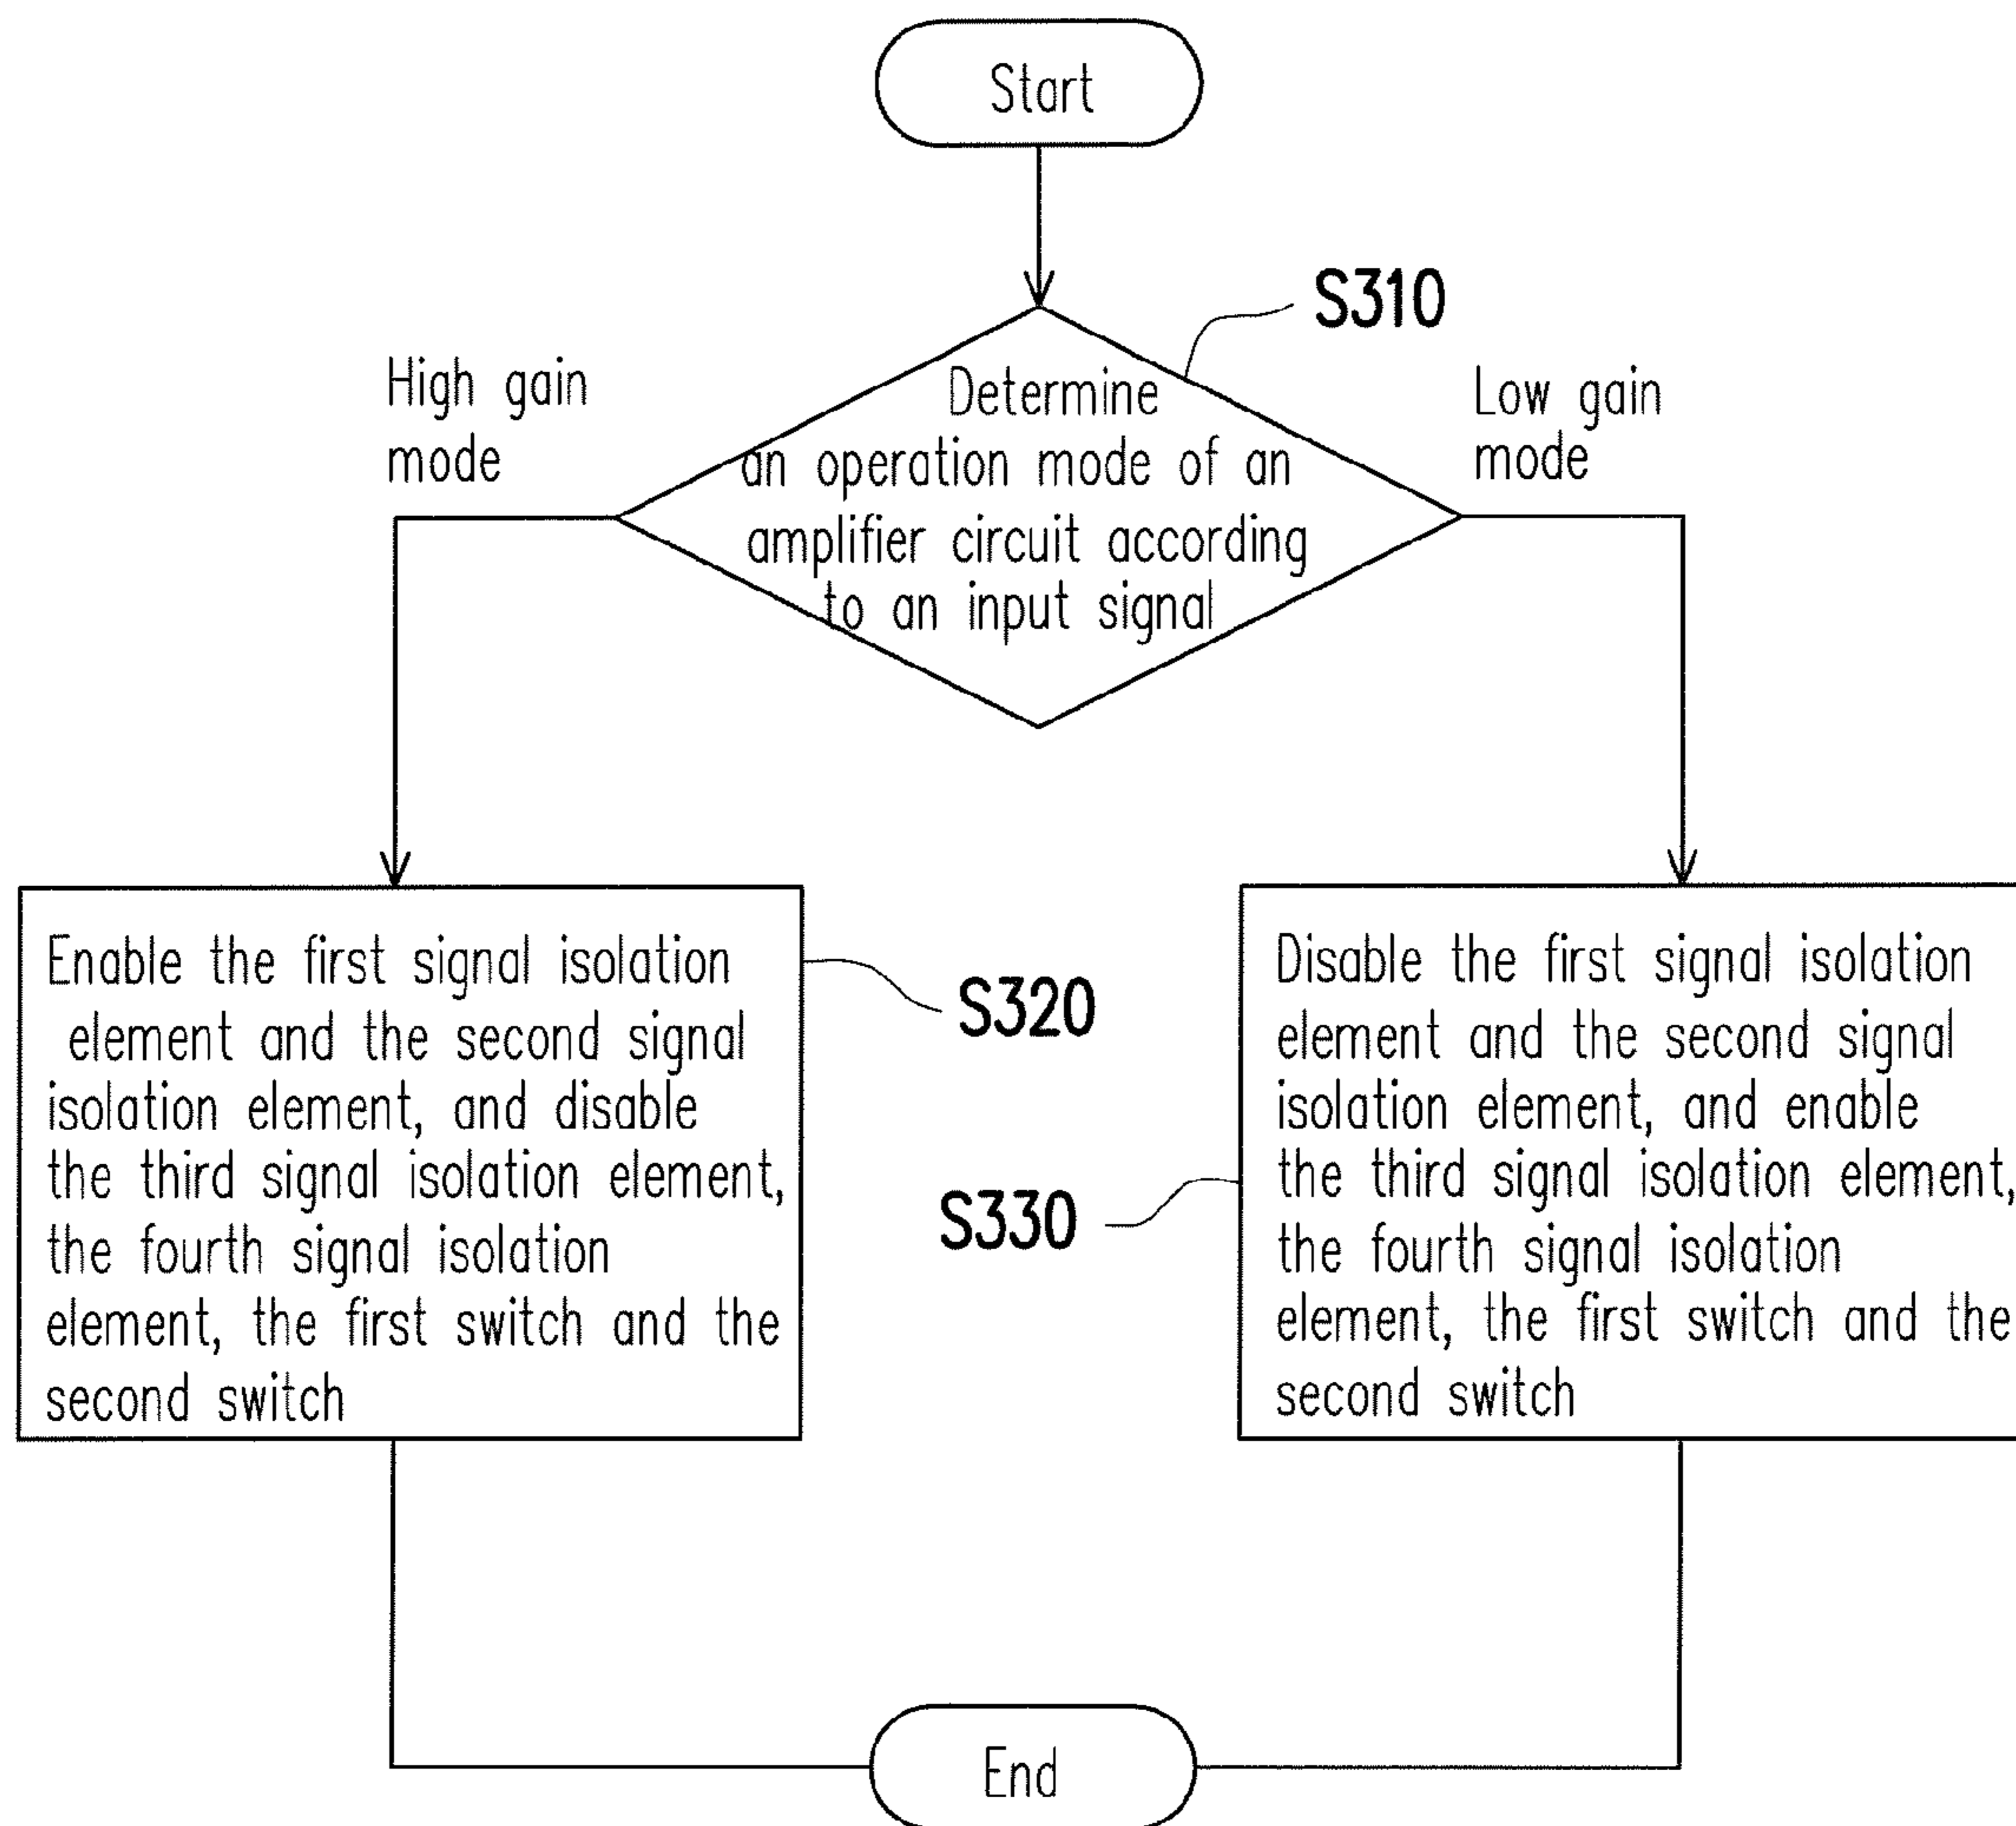 Start
S310
High gain
mode
Determine
an operation mode of an
amplifier circuit according
to an input signal
Low gain
mode
Enable the first signal isolation
element and the second signal
isolation element, and disable
the third signal isolation element,
the fourth signal isolation
element, the first switch and the
second switch
S320
Disable the first signal isolation
element and the second signal
isolation element, and enable
the third signal isolation element,
the fourth signal isolation
element, the first switch and the
second switch
S330
End